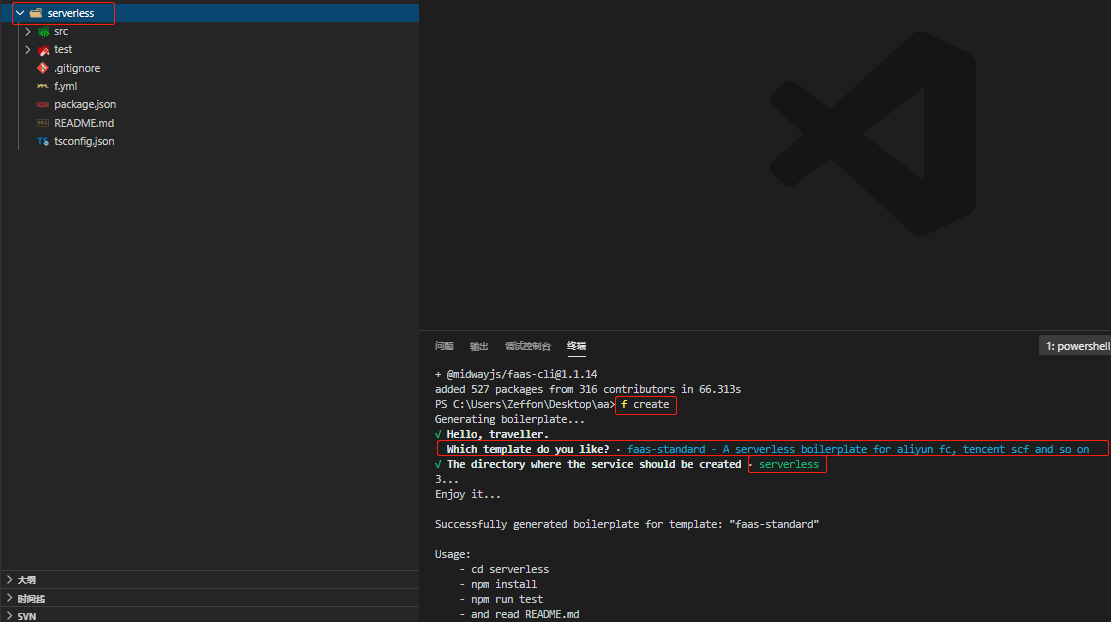 serverless
src
test
.gitignore
f.yml
package.json
README.md
tsconfig.json
大纲
时间线
SVN
问题 输出 调试控制台 终端 1: powershell
+ @midwayjs/faas-cli@1.1.14
added 527 packages from 316 contributors in 66.313s
PS C:\Users\Zeffon\Desktop\aa> f create
Generating boilerplate...
√ Hello, traveller.
Which template do you like? · faas-standard - A serverless boilerplate for aliyun fc, tencent scf and so on
√ The directory where the service should be created · serverless
3...
Enjoy it...
Successfully generated boilerplate for template: "faas-standard"
Usage:
- cd serverless
- npm install
- npm run test
- and read README.md